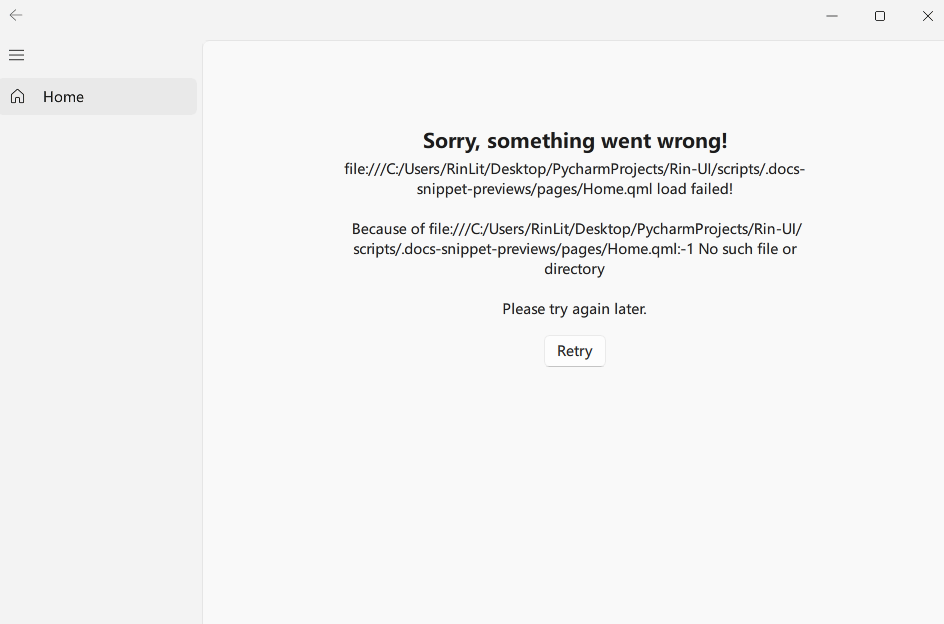 Home
Sorry, something went wrong!
file:///C:/Users/RinLit/Desktop/PycharmProjects/Rin-UI/scripts/.docs-
snippet-previews/pages/Home.qml load failed!
Because of file:///C:/Users/RinLit/Desktop/PycharmProjects/Rin-UI/
scripts/.docs-snippet-previews/pages/Home.qml:-1 No such file or
directory
Please try again later.
Retry